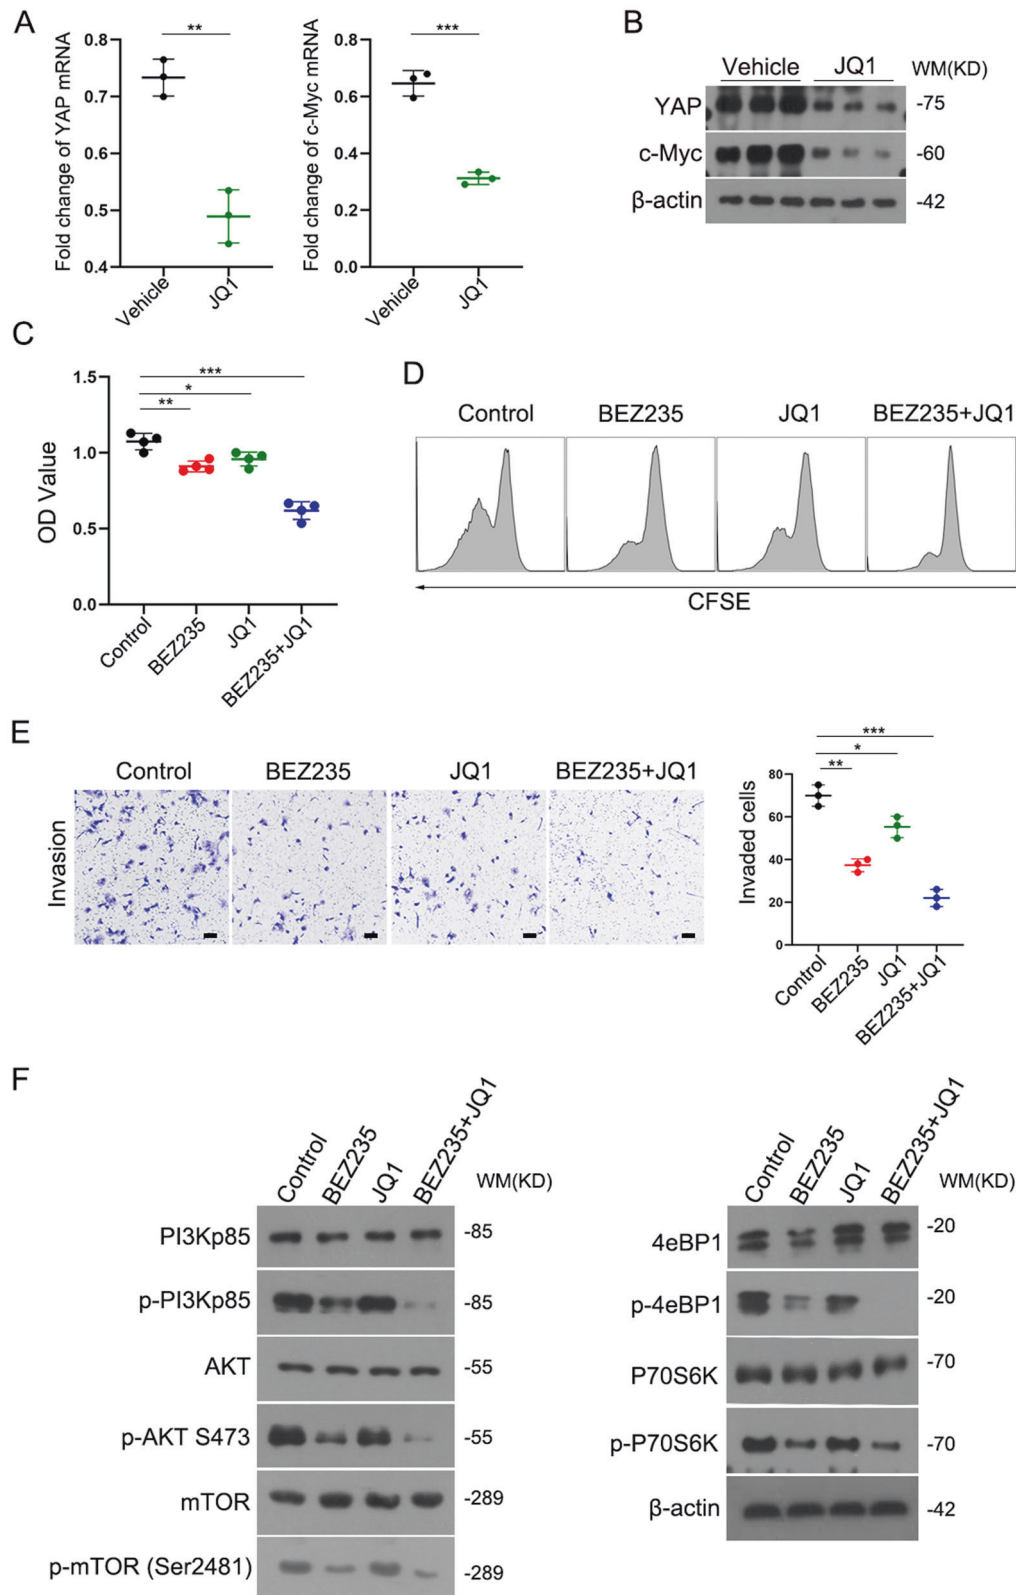 A
**
***
0.8
0.7
0.6
0.5
0.4
Fold change of YAP mRNA
Vehicle
JQ1
0.8
0.6
0.4
0.2
0.0
Fold change of c-Myc mRNA
Vehicle
JQ1
B
Vehicle JQ1 WM(KD)
YAP -75
c-Myc -60
β-actin -42
C
***
*
**
1.5
1.0
0.5
0.0
OD Value
Control
BEZ235
JQ1
BEZ235+JQ1
D
Control BEZ235 JQ1 BEZ235+JQ1
CFSE
E
Control BEZ235 JQ1 BEZ235+JQ1
Invasion
***
*
**
80
60
40
20
0
Invaded cells
Control
BEZ235
JQ1
BEZ235+JQ1
F
Control BEZ235 JQ1 BEZ235+JQ1 WM(KD)
PI3Kp85 -85
p-PI3Kp85 -85
AKT -55
p-AKT S473 -55
mTOR -289
p-mTOR (Ser2481) -289
Control BEZ235 JQ1 BEZ235+JQ1 WM(KD)
4eBP1 -20
p-4eBP1 -20
P70S6K -70
p-P70S6K -70
β-actin -42